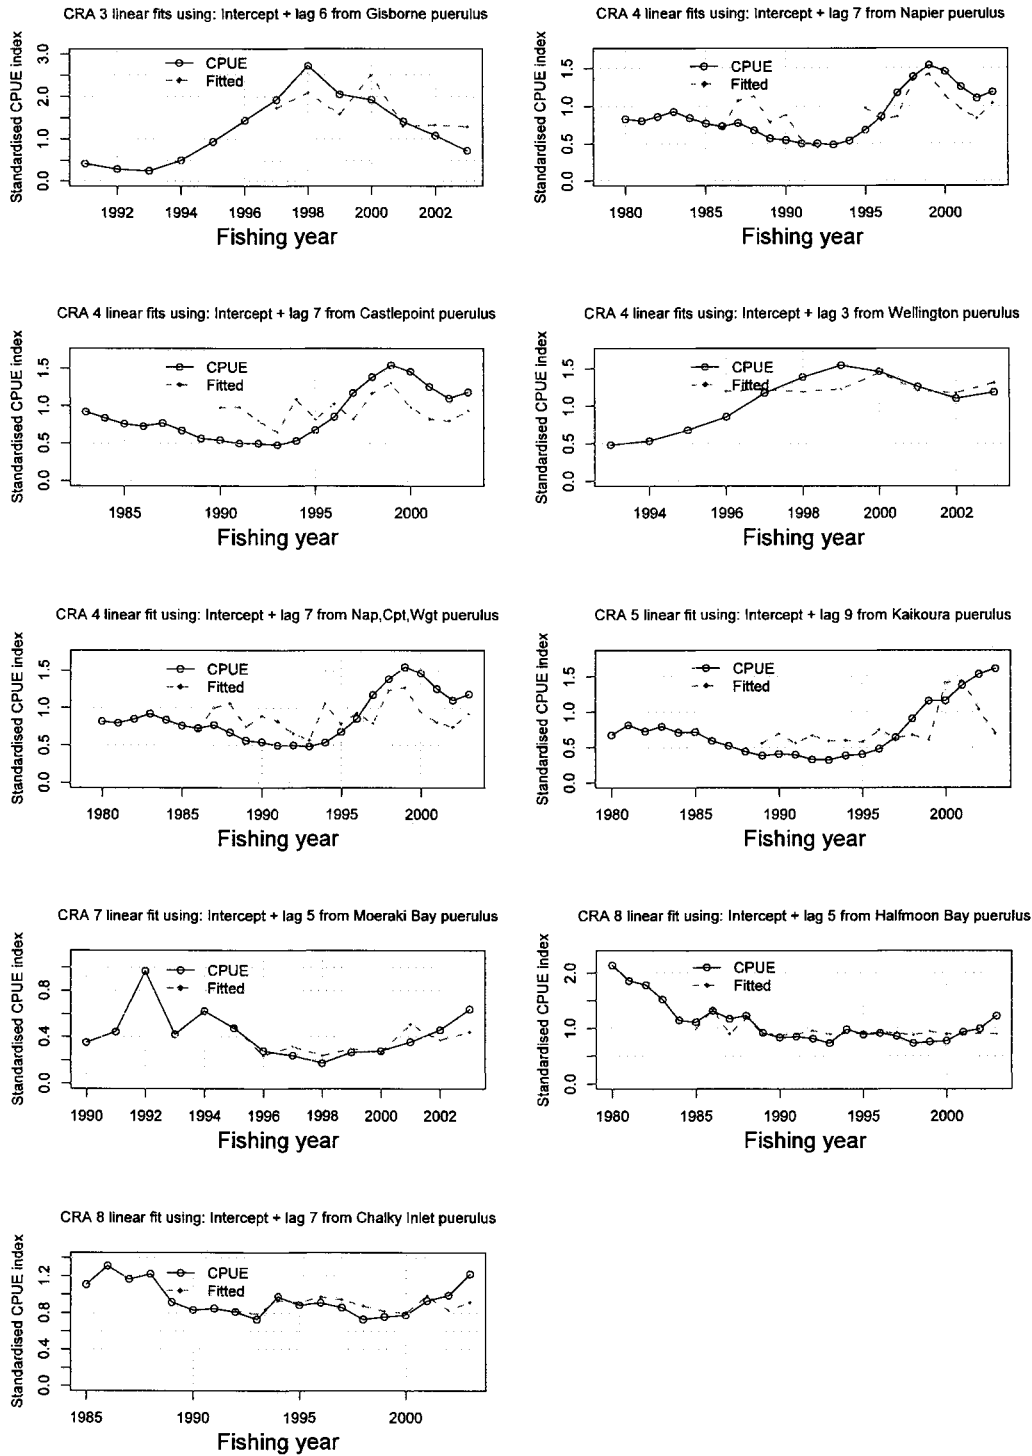 CRA 3 linear fits using: Intercept + lag 6 from Gisborne puerulus
Standardised CPUE index
0.0 1.0 2.0 3.0
CPUE
Fitted
1992 1994 1996 1998 2000 2002
Fishing year
CRA 4 linear fits using: Intercept + lag 7 from Napier puerulus
Standardised CPUE index
0.0 0.5 1.0 1.5
CPUE
Fitted
1980 1985 1990 1995 2000
Fishing year
CRA 4 linear fits using: Intercept + lag 7 from Castlepoint puerulus
Standardised CPUE index
0.0 0.5 1.0 1.5
CPUE
Fitted
1985 1990 1995 2000
Fishing year
CRA 4 linear fits using: Intercept + lag 3 from Wellington puerulus
Standardised CPUE index
0.0 0.5 1.0 1.5
CPUE
Fitted
1994 1996 1998 2000 2002
Fishing year
CRA 4 linear fit using: Intercept + lag 7 from Nap,Cpt,Wgt puerulus
Standardised CPUE index
0.0 0.5 1.0 1.5
CPUE
Fitted
1980 1985 1990 1995 2000
Fishing year
CRA 5 linear fit using: Intercept + lag 9 from Kaikoura puerulus
Standardised CPUE index
0.0 0.5 1.0 1.5
CPUE
Fitted
1980 1985 1990 1995 2000
Fishing year
CRA 7 linear fit using: Intercept + lag 5 from Moeraki Bay puerulus
Standardised CPUE index
0.0 0.4 0.8
CPUE
Fitted
1990 1992 1994 1996 1998 2000 2002
Fishing year
CRA 8 linear fit using: Intercept + lag 5 from Halfmoon Bay puerulus
Standardised CPUE index
0.0 1.0 2.0
CPUE
Fitted
1980 1985 1990 1995 2000
Fishing year
CRA 8 linear fit using: Intercept + lag 7 from Chalky Inlet puerulus
Standardised CPUE index
0.0 0.4 0.8 1.2
CPUE
Fitted
1985 1990 1995 2000
Fishing year